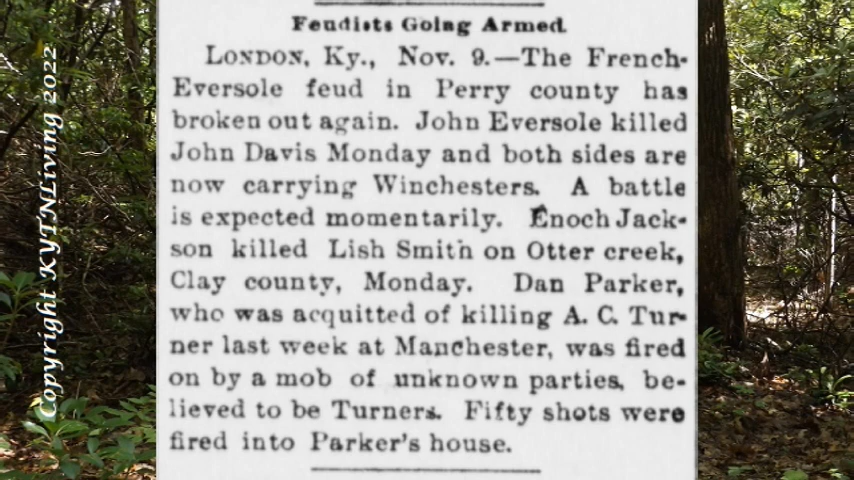 Feudists Going Armed.
LONDON, Ky., Nov. 9.—The French-
Eversole feud in Perry county has
broken out again. John Eversole killed
John Davis Monday and both sides are
now carrying Winchesters. A battle
is expected momentarily. Enoch Jack-
son killed Lish Smith on Otter creek,
Clay county, Monday. Dan Parker,
who was acquitted of killing A. C. Tur-
ner last week at Manchester, was fired
on by a mob of unknown parties, be-
lieved to be Turners. Fifty shots were
fired into Parker's house.
Copyright KYTNLiving 2022